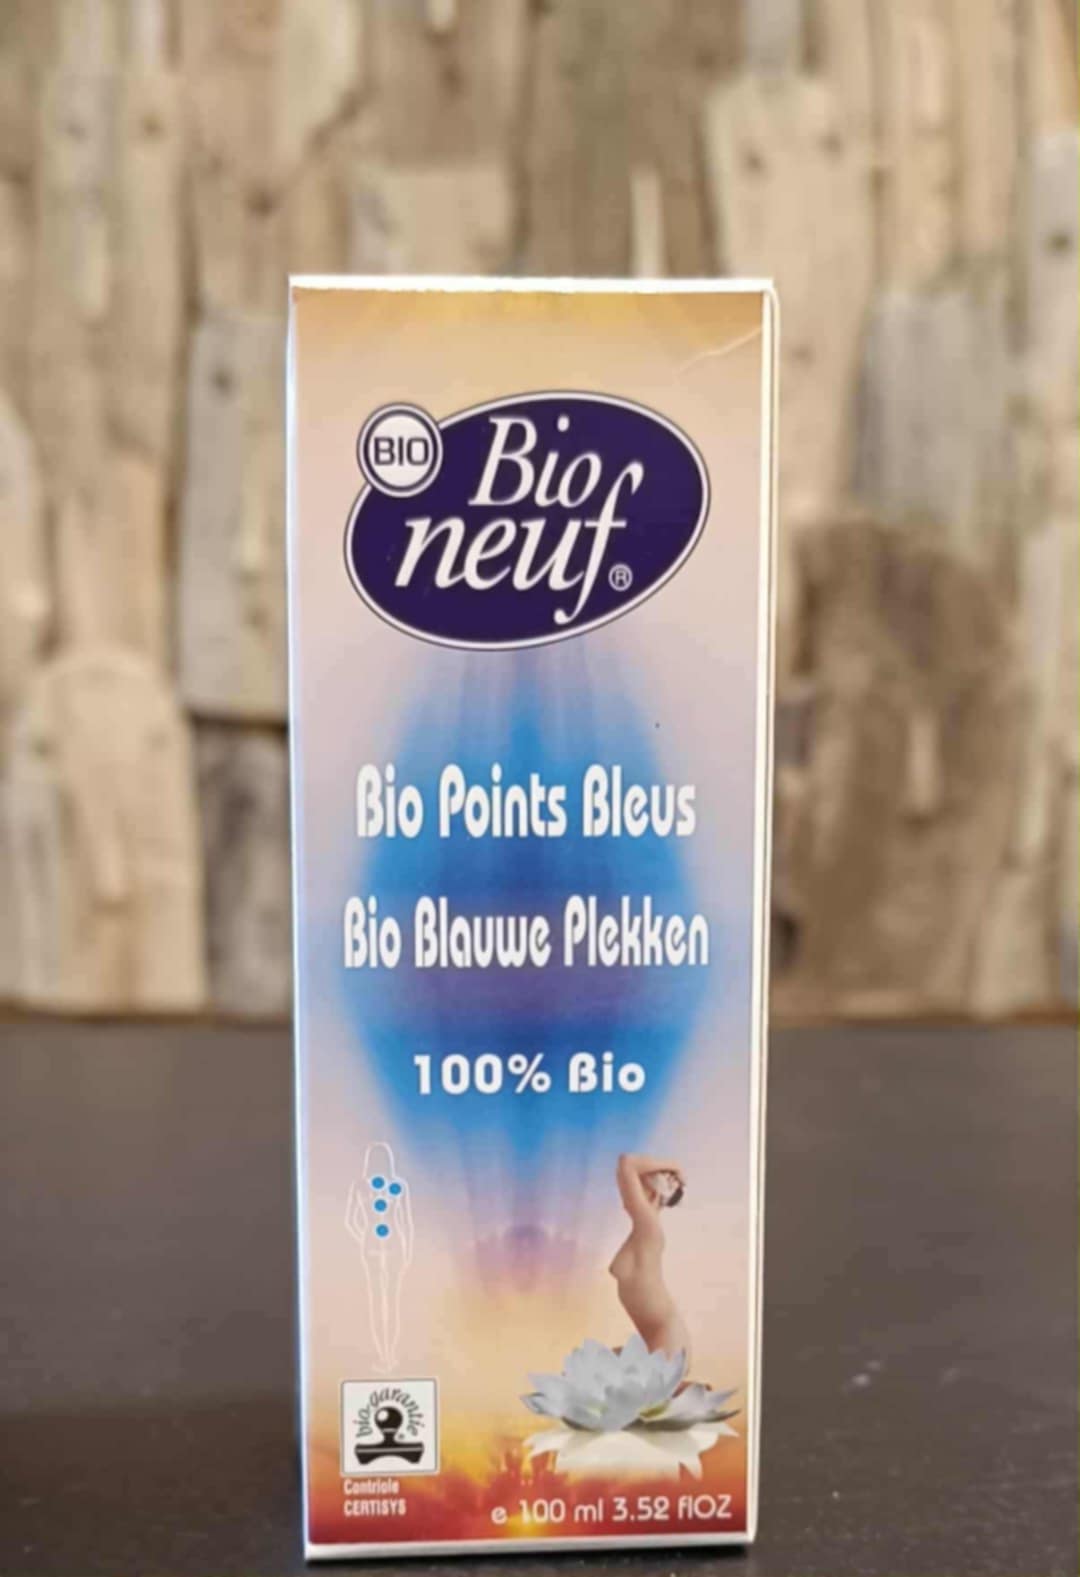 BIO
Bio
neuf®
Bio Points Bleus
Bio Blauwe Plekken
100% Bio
bio garantie
Contrôle
CERTISYS
e 100 ml 3.52 flOZ